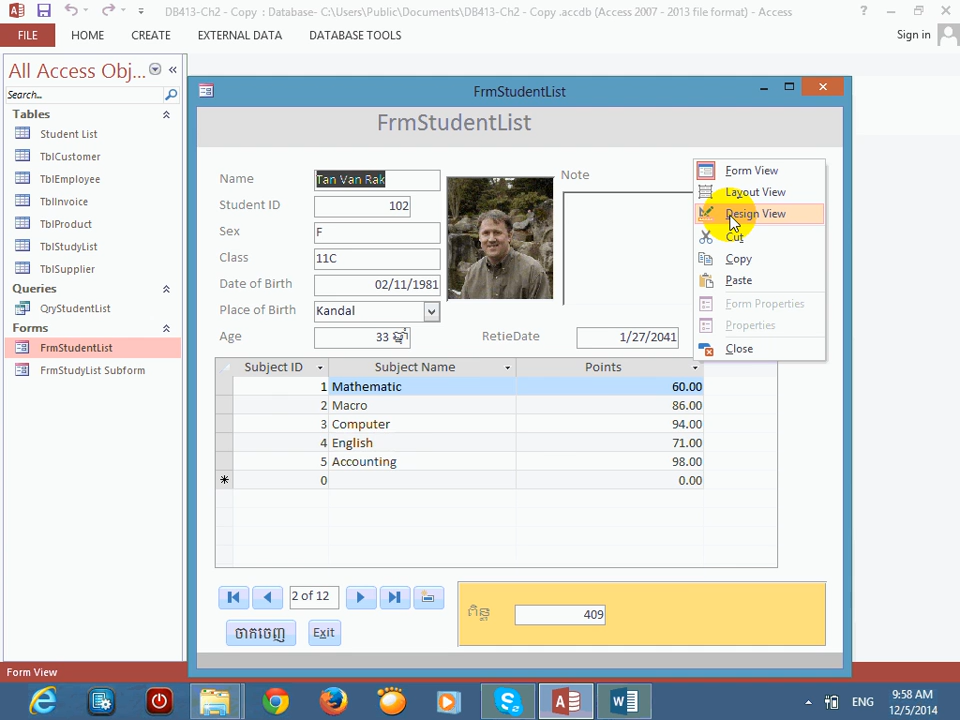 DB413-Ch2 - Copy : Database- C:\Users\Public\Documents\DB413-Ch2 - Copy .accdb (Access 2007 - 2013 file format) - Access
FILE HOME CREATE EXTERNAL DATA DATABASE TOOLS Sign in
All Access Obj...
Search...
Tables
Student List
TblCustomer
TblEmployee
TblInvoice
TblProduct
TblStudyList
TblSupplier
Queries
QryStudentList
Forms
FrmStudentList
FrmStudyList Subform
FrmStudentList
FrmStudentList
Name Tan Van Rak
Student ID 102
Sex F
Class 11C
Date of Birth 02/11/1981
Place of Birth Kandal
Age 33 ឆ្នាំ
Note
RetieDate 1/27/2041
Form View
Layout View
Design View
Cut
Copy
Paste
Form Properties
Properties
Close
Subject ID Subject Name Points
1 Mathematic 60.00
2 Macro 86.00
3 Computer 94.00
4 English 71.00
5 Accounting 98.00
* 0 0.00
2 of 12
ពិន្ទុ 409
ចាកចេញ Exit
Form View
ENG
9:58 AM
12/5/2014